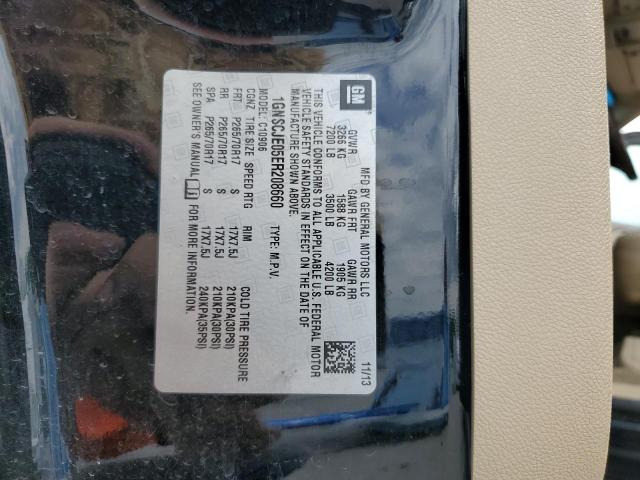 GM
MFD BY GENERAL MOTORS LLC 11/13
GVWR GAWR FRT GAWR RR
3266 KG 1588 KG 1905 KG
7200 LB 3500 LB 4200 LB
THIS VEHICLE CONFORMS TO ALL APPLICABLE U.S. FEDERAL MOTOR
VEHICLE SAFETY STANDARDS IN EFFECT ON THE DATE OF
MANUFACTURE SHOWN ABOVE.
1GNSCJE05ER208660 TYPE: M.P.V.
MODEL: C10906
CGNZ TIRE SIZE SPEED RTG RIM COLD TIRE PRESSURE
FRT P265/70R17 S 17X7.5J 210KPA(30PSI)
RR P265/70R17 S 17X7.5J 210KPA(30PSI)
SPA P265/70R17 S 17X7.5J 240KPA(35PSI)
SEE OWNER'S MANUAL FOR MORE INFORMATION.